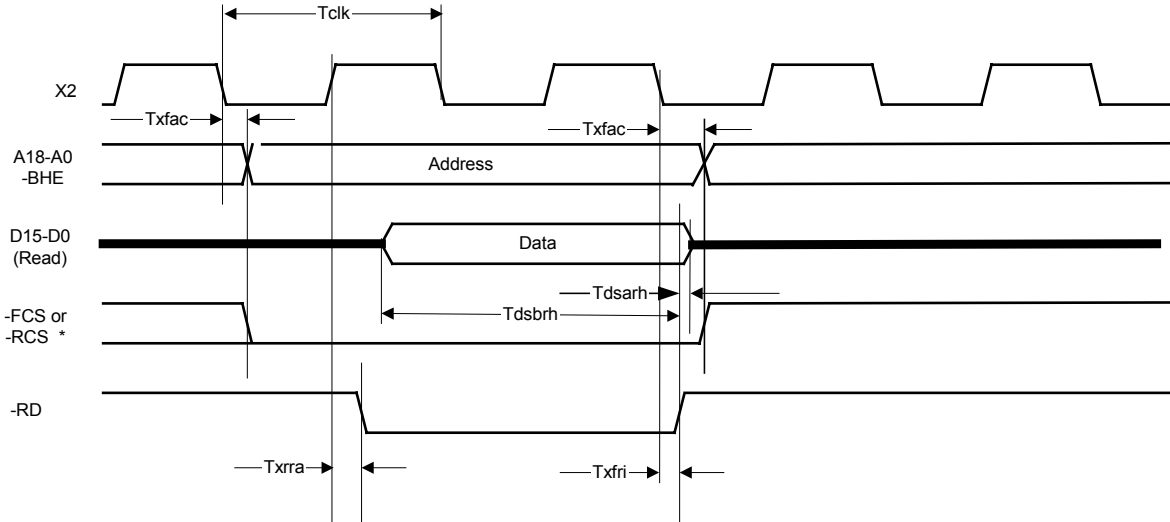 Tclk
X2
Txfac
Txfac
A18-A0
-BHE
Address
D15-D0
(Read)
Data
Tdsarh
Tdsbrh
-FCS or
-RCS *
-RD
Txrra
Txfri